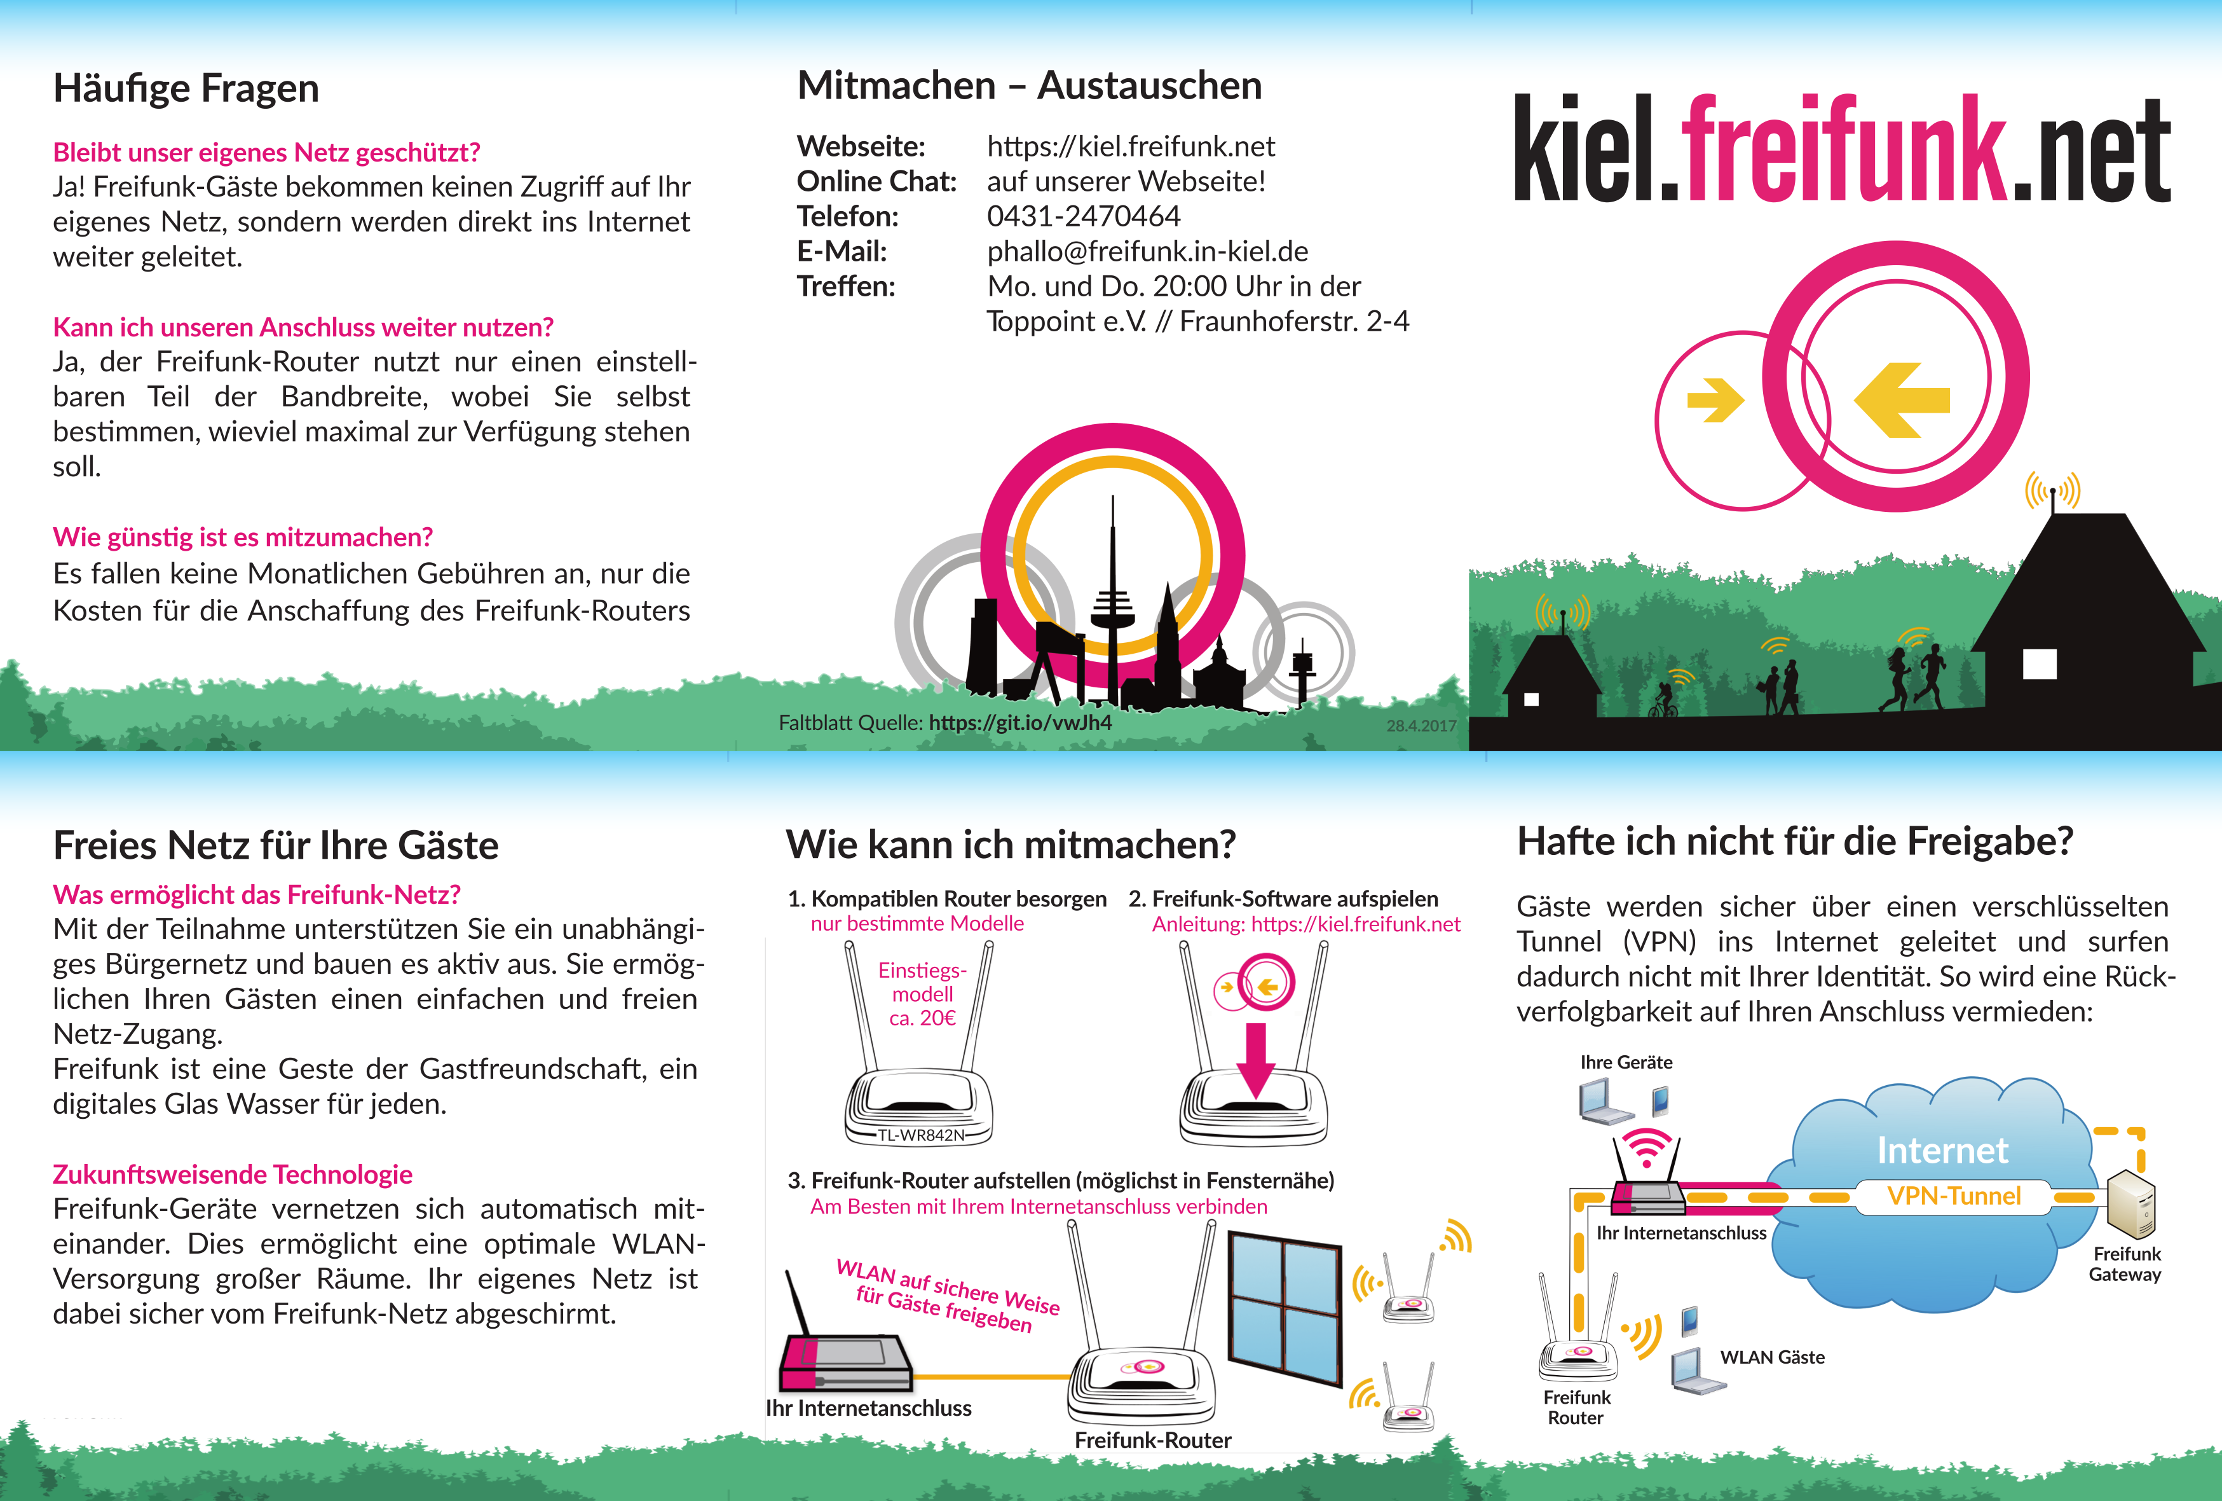 Häufige Fragen
Bleibt unser eigenes Netz geschützt?
Ja! Freifunk-Gäste bekommen keinen Zugriff auf Ihr
eigenes Netz, sondern werden direkt ins Internet
weiter geleitet.
Kann ich unseren Anschluss weiter nutzen?
Ja, der Freifunk-Router nutzt nur einen einstell-
baren Teil der Bandbreite, wobei Sie selbst
bestimmen, wieviel maximal zur Verfügung stehen
soll.
Wie günstig ist es mitzumachen?
Es fallen keine Monatlichen Gebühren an, nur die
Kosten für die Anschaffung des Freifunk-Routers
Mitmachen – Austauschen
Webseite: https://kiel.freifunk.net
Online Chat: auf unserer Webseite!
Telefon: 0431-2470464
E-Mail: phallo@freifunk.in-kiel.de
Treffen: Mo. und Do. 20:00 Uhr in der
Toppoint e.V. // Fraunhoferstr. 2-4
Faltblatt Quelle: https://git.io/vwJh4
28.4.2017
kiel.freifunk.net
Freies Netz für Ihre Gäste
Was ermöglicht das Freifunk-Netz?
Mit der Teilnahme unterstützen Sie ein unabhängi-
ges Bürgernetz und bauen es aktiv aus. Sie ermög-
lichen Ihren Gästen einen einfachen und freien
Netz-Zugang.
Freifunk ist eine Geste der Gastfreundschaft, ein
digitales Glas Wasser für jeden.
Zukunftsweisende Technologie
Freifunk-Geräte vernetzen sich automatisch mit-
einander. Dies ermöglicht eine optimale WLAN-
Versorgung großer Räume. Ihr eigenes Netz ist
dabei sicher vom Freifunk-Netz abgeschirmt.
Wie kann ich mitmachen?
1. Kompatiblen Router besorgen
nur bestimmte Modelle
Einstiegs-
modell
ca. 20€
TL-WR842N
2. Freifunk-Software aufspielen
Anleitung: https://kiel.freifunk.net
3. Freifunk-Router aufstellen (möglichst in Fensternähe)
Am Besten mit Ihrem Internetanschluss verbinden
WLAN auf sichere Weise
für Gäste freigeben
Ihr Internetanschluss
Freifunk-Router
Hafte ich nicht für die Freigabe?
Gäste werden sicher über einen verschlüsselten
Tunnel (VPN) ins Internet geleitet und surfen
dadurch nicht mit Ihrer Identität. So wird eine Rück-
verfolgbarkeit auf Ihren Anschluss vermieden:
Ihre Geräte
Internet
VPN-Tunnel
Ihr Internetanschluss
Freifunk
Gateway
WLAN Gäste
Freifunk
Router